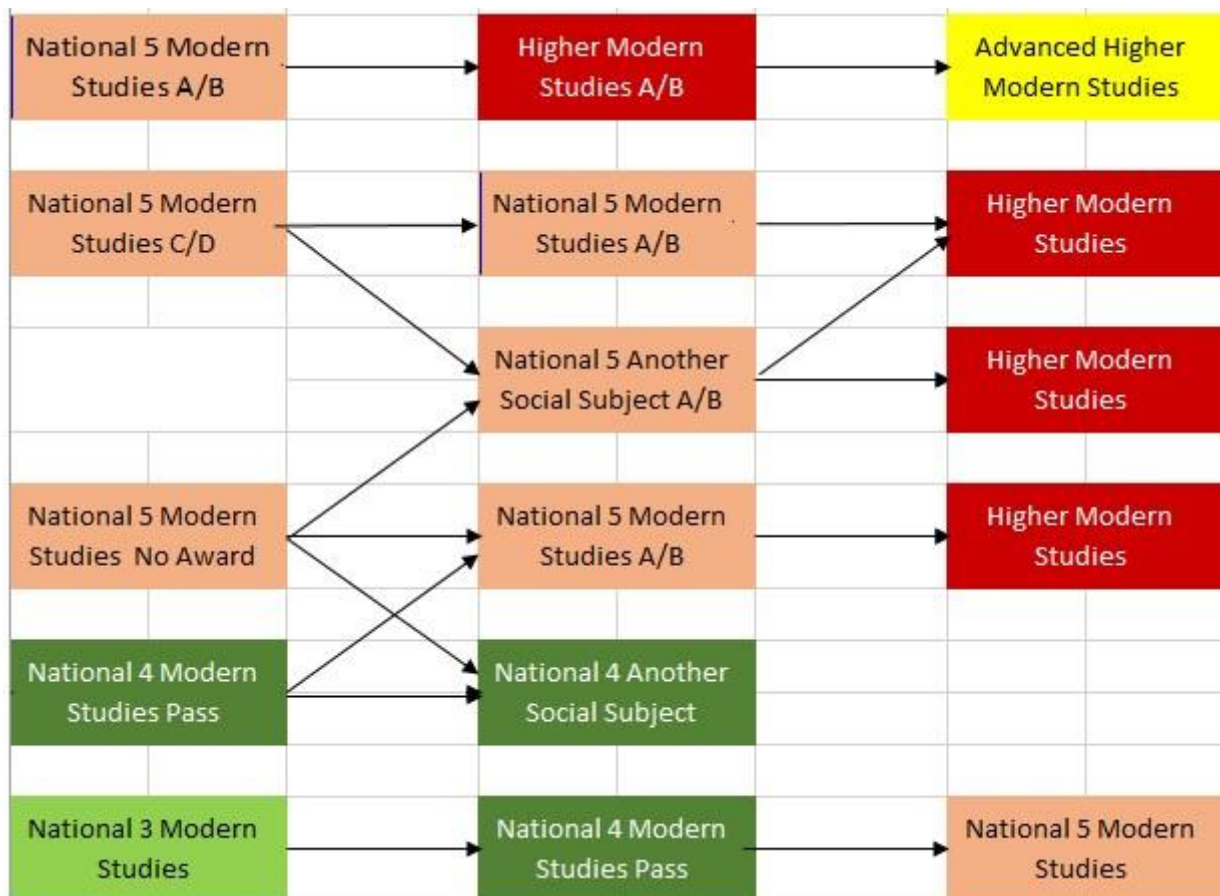 National 5 Modern
Studies A/B
Higher Modern
Studies A/B
Advanced Higher
Modern Studies
National 5 Modern
Studies C/D
National 5 Modern
Studies A/B
Higher Modern
Studies
National 5 Another
Social Subject A/B
Higher Modern
Studies
National 5 Modern
Studies No Award
National 5 Modern
Studies A/B
Higher Modern
Studies
National 4 Modern
Studies Pass
National 4 Another
Social Subject
National 3 Modern
Studies
National 4 Modern
Studies Pass
National 5 Modern
Studies